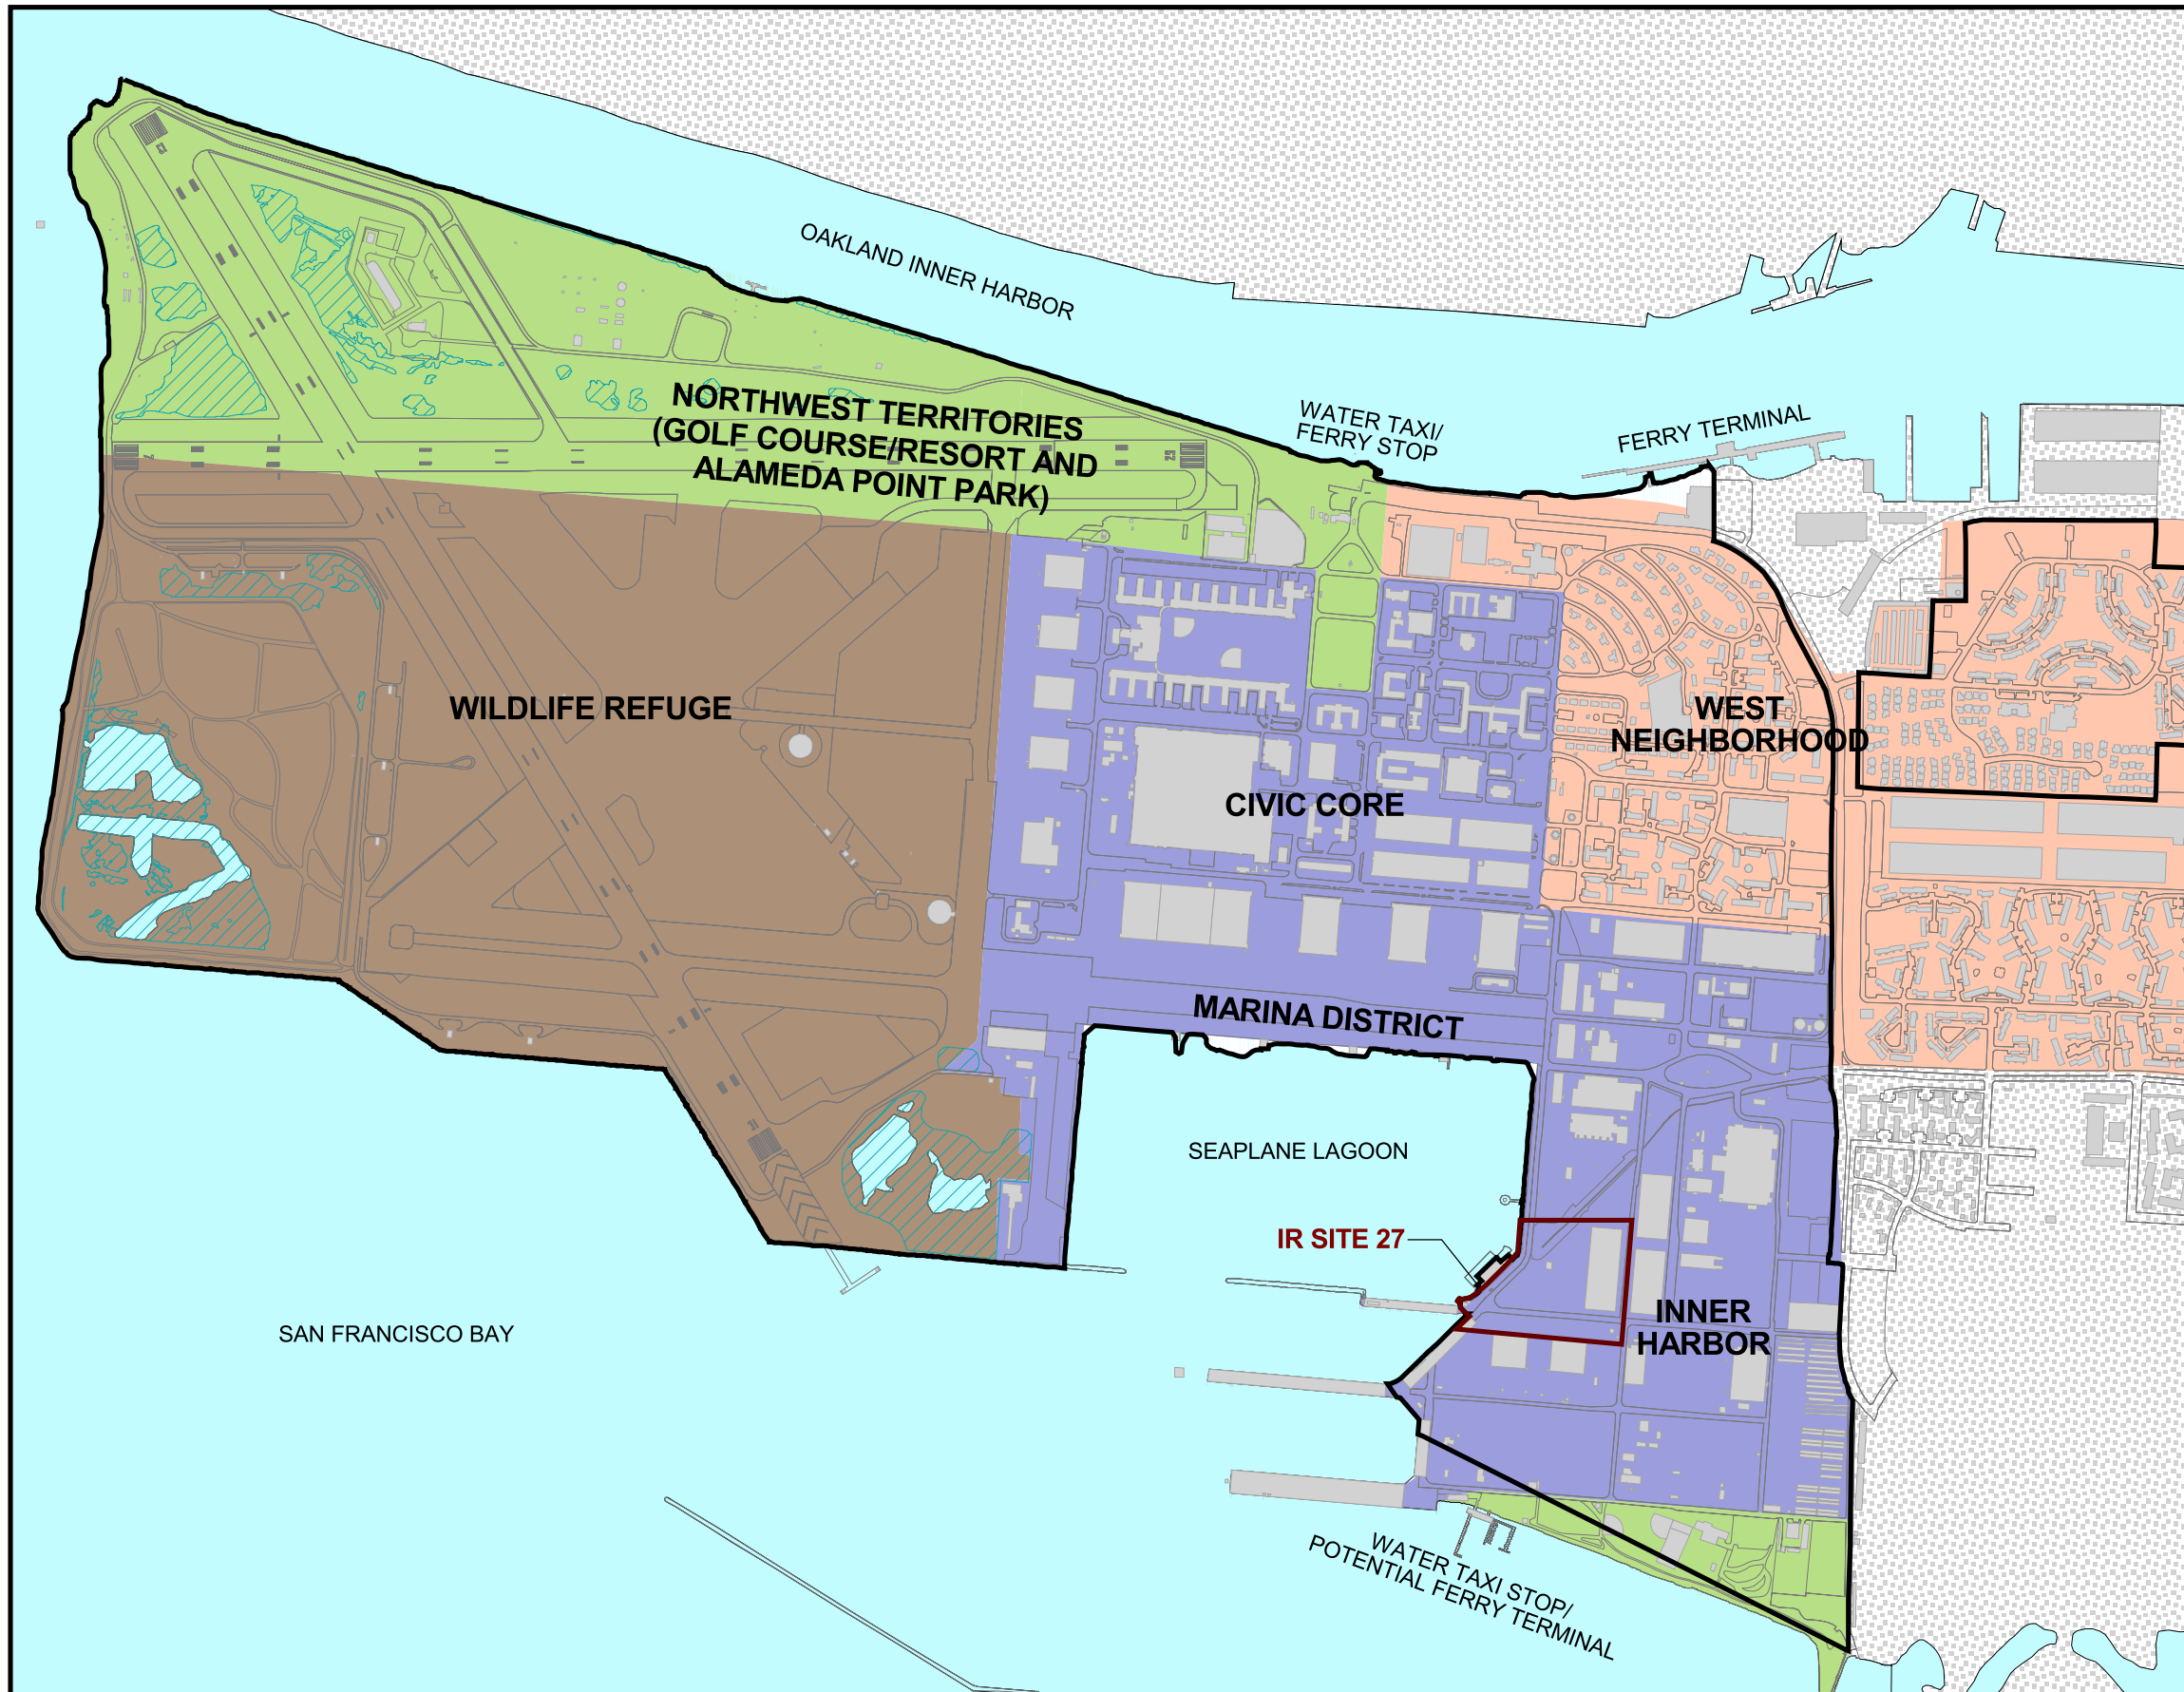 OAKLAND INNER HARBOR
NORTHWEST TERRITORIES
(GOLF COURSE/RESORT AND
ALAMEDA POINT PARK)
WATER TAXI/
FERRY STOP
FERRY TERMINAL
WILDLIFE REFUGE
WEST
NEIGHBORHOOD
CIVIC CORE
MARINA DISTRICT
SEAPLANE LAGOON
IR SITE 27
SAN FRANCISCO BAY
INNER
HARBOR
WATER TAXI STOP/
POTENTIAL FERRY TERMINAL